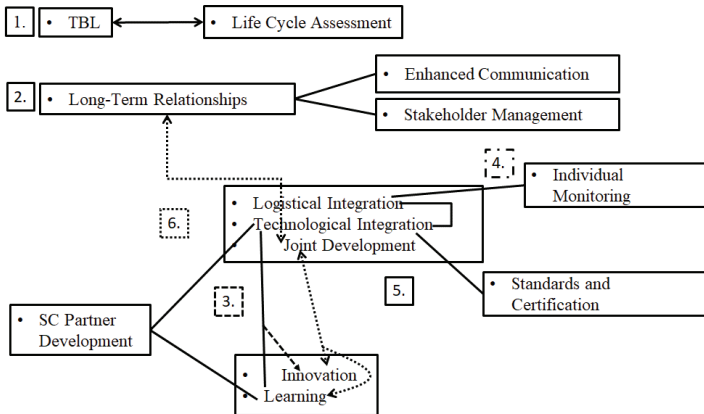 1.
• TBL
• Life Cycle Assessment
• Enhanced Communication
2.
• Long-Term Relationships
• Stakeholder Management
4.
• Individual
Monitoring
6.
• Logistical Integration
• Technological Integration
• Joint Development
5.
• Standards and
Certification
3.
• SC Partner
Development
• Innovation
• Learning